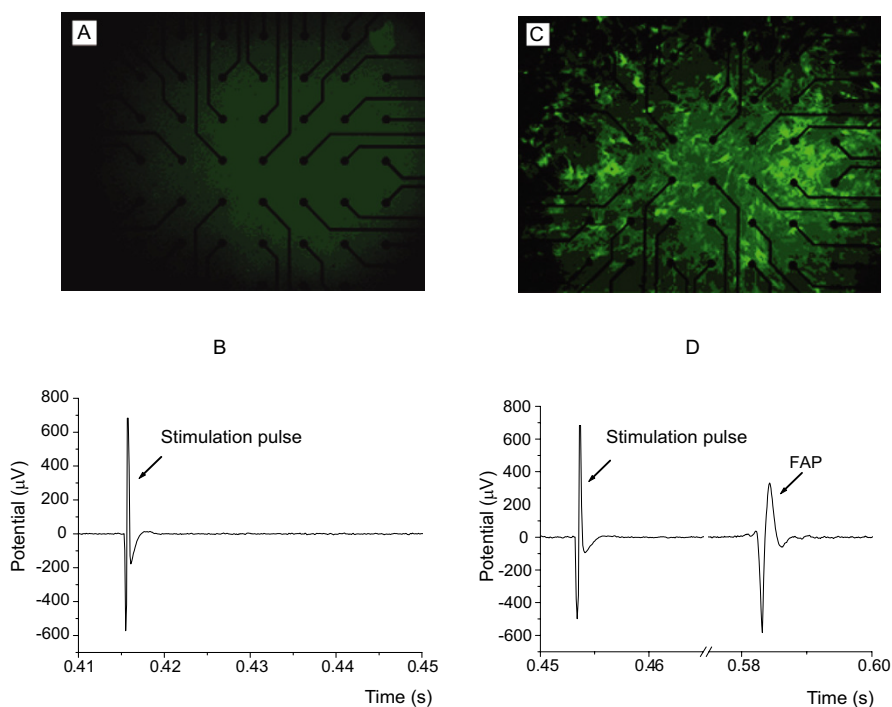 A
C
B
D
800
600
400
200
0
-200
-400
-600
Potential (μV)
Stimulation pulse
0.41 0.42 0.43 0.44 0.45
Time (s)
800
600
400
200
0
-200
-400
-600
Potential (μV)
Stimulation pulse
FAP
0.45 0.46 0.58 0.60
Time (s)